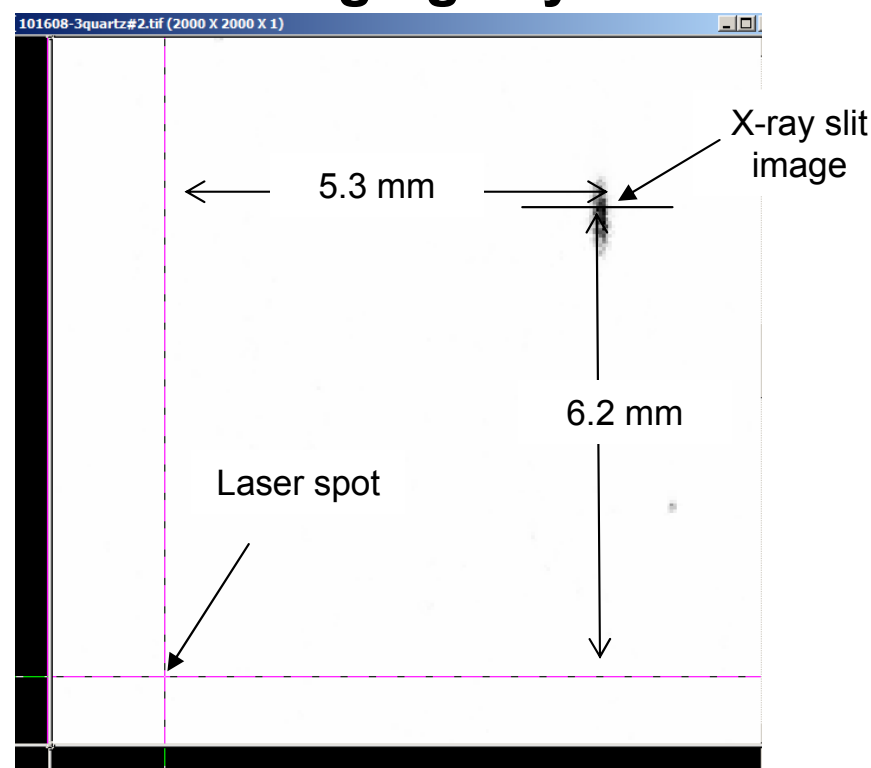 101608-3quartz#2.tif (2000 X 2000 X 1)
X-ray slit
image
5.3 mm
6.2 mm
Laser spot